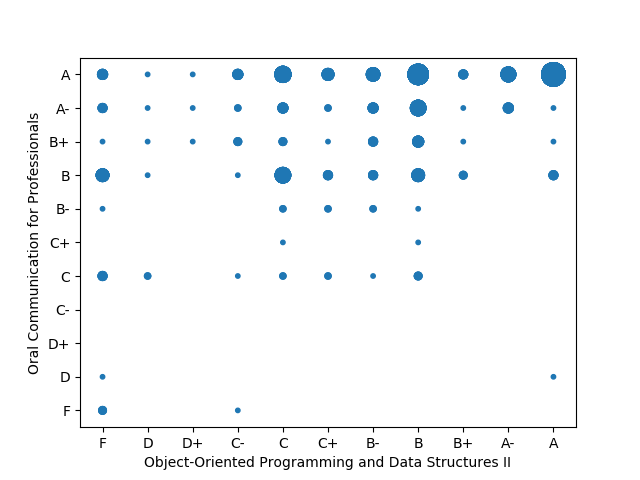 Oral Communication for Professionals
A
A-
B+
B
B-
C+
C
C-
D+
D
F
F D D+ C- C C+ B- B B+ A- A
Object-Oriented Programming and Data Structures II